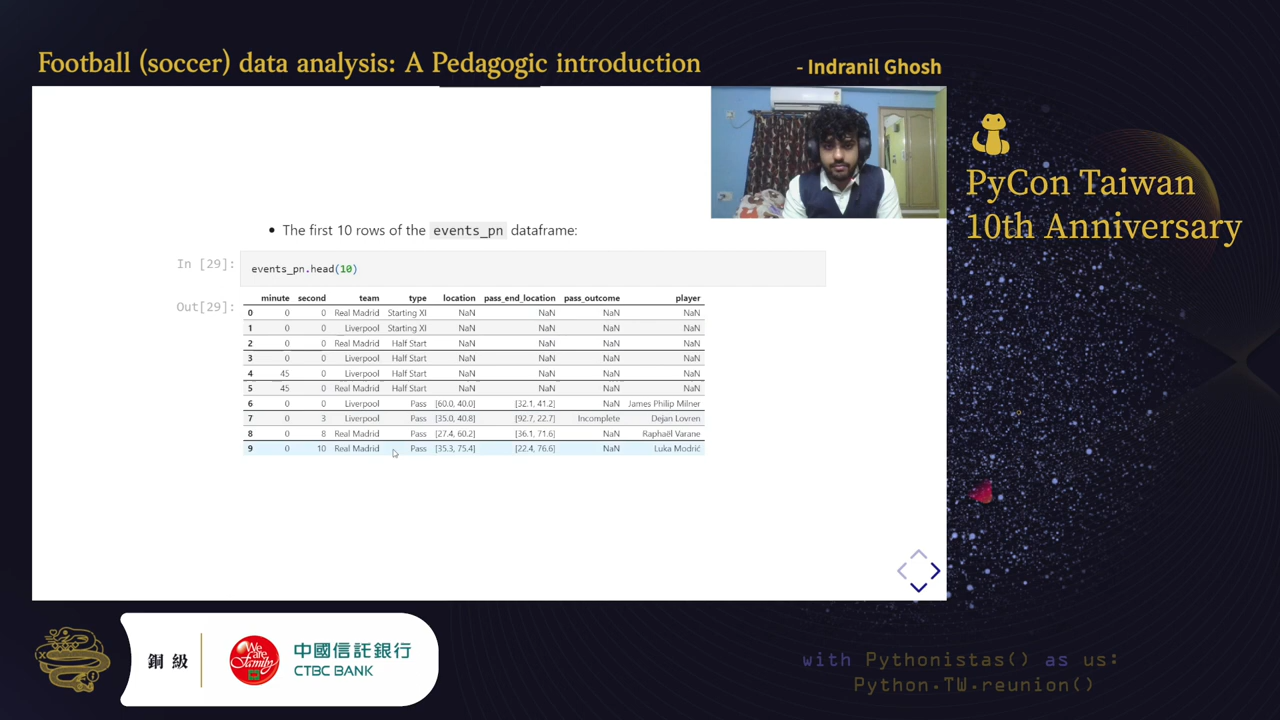 Football (soccer) data analysis: A Pedagogic introduction
- Indranil Ghosh
PyCon Taiwan
10th Anniversary
• The first 10 rows of the events_pn dataframe:
In [29]:
events_pn.head(10)
Out[29]:
minute second team type location pass_end_location pass_outcome player
0 0 0 Real Madrid Starting XI NaN NaN NaN NaN
1 0 0 Liverpool Starting XI NaN NaN NaN NaN
2 0 0 Real Madrid Half Start NaN NaN NaN NaN
3 0 0 Liverpool Half Start NaN NaN NaN NaN
4 45 0 Liverpool Half Start NaN NaN NaN NaN
5 45 0 Real Madrid Half Start NaN NaN NaN NaN
6 0 0 Liverpool Pass [60.0, 40.0] [32.1, 41.2] NaN James Philip Milner
7 0 3 Liverpool Pass [35.0, 40.8] [92.7, 22.7] Incomplete Dejan Lovren
8 0 8 Real Madrid Pass [27.4, 60.2] [36.1, 71.6] NaN Raphaël Varane
9 0 10 Real Madrid Pass [35.3, 75.4] [22.4, 76.6] NaN Luka Modrić
銅級
We are Family
中國信託銀行
CTBC BANK
with Pythonistas() as us:
Python.TW.reunion()